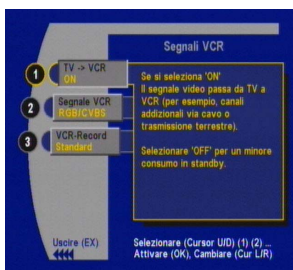 Segnali VCR
1
TV -> VCR
ON
2
Segnale VCR
RGB/CVBS
3
VCR-Record
Standard
Se si seleziona 'ON'
Il segnale video passa da TV a
VCR (per esempio, canali
addizionali via cavo o
trasmissione terrestre).
Selezionare 'OFF' per un minore
consumo in standby.
Uscire (EX)
Selezionare (Cursor U/D) (1) (2) ...
Attivare (OK), Cambiare (Cur L/R)